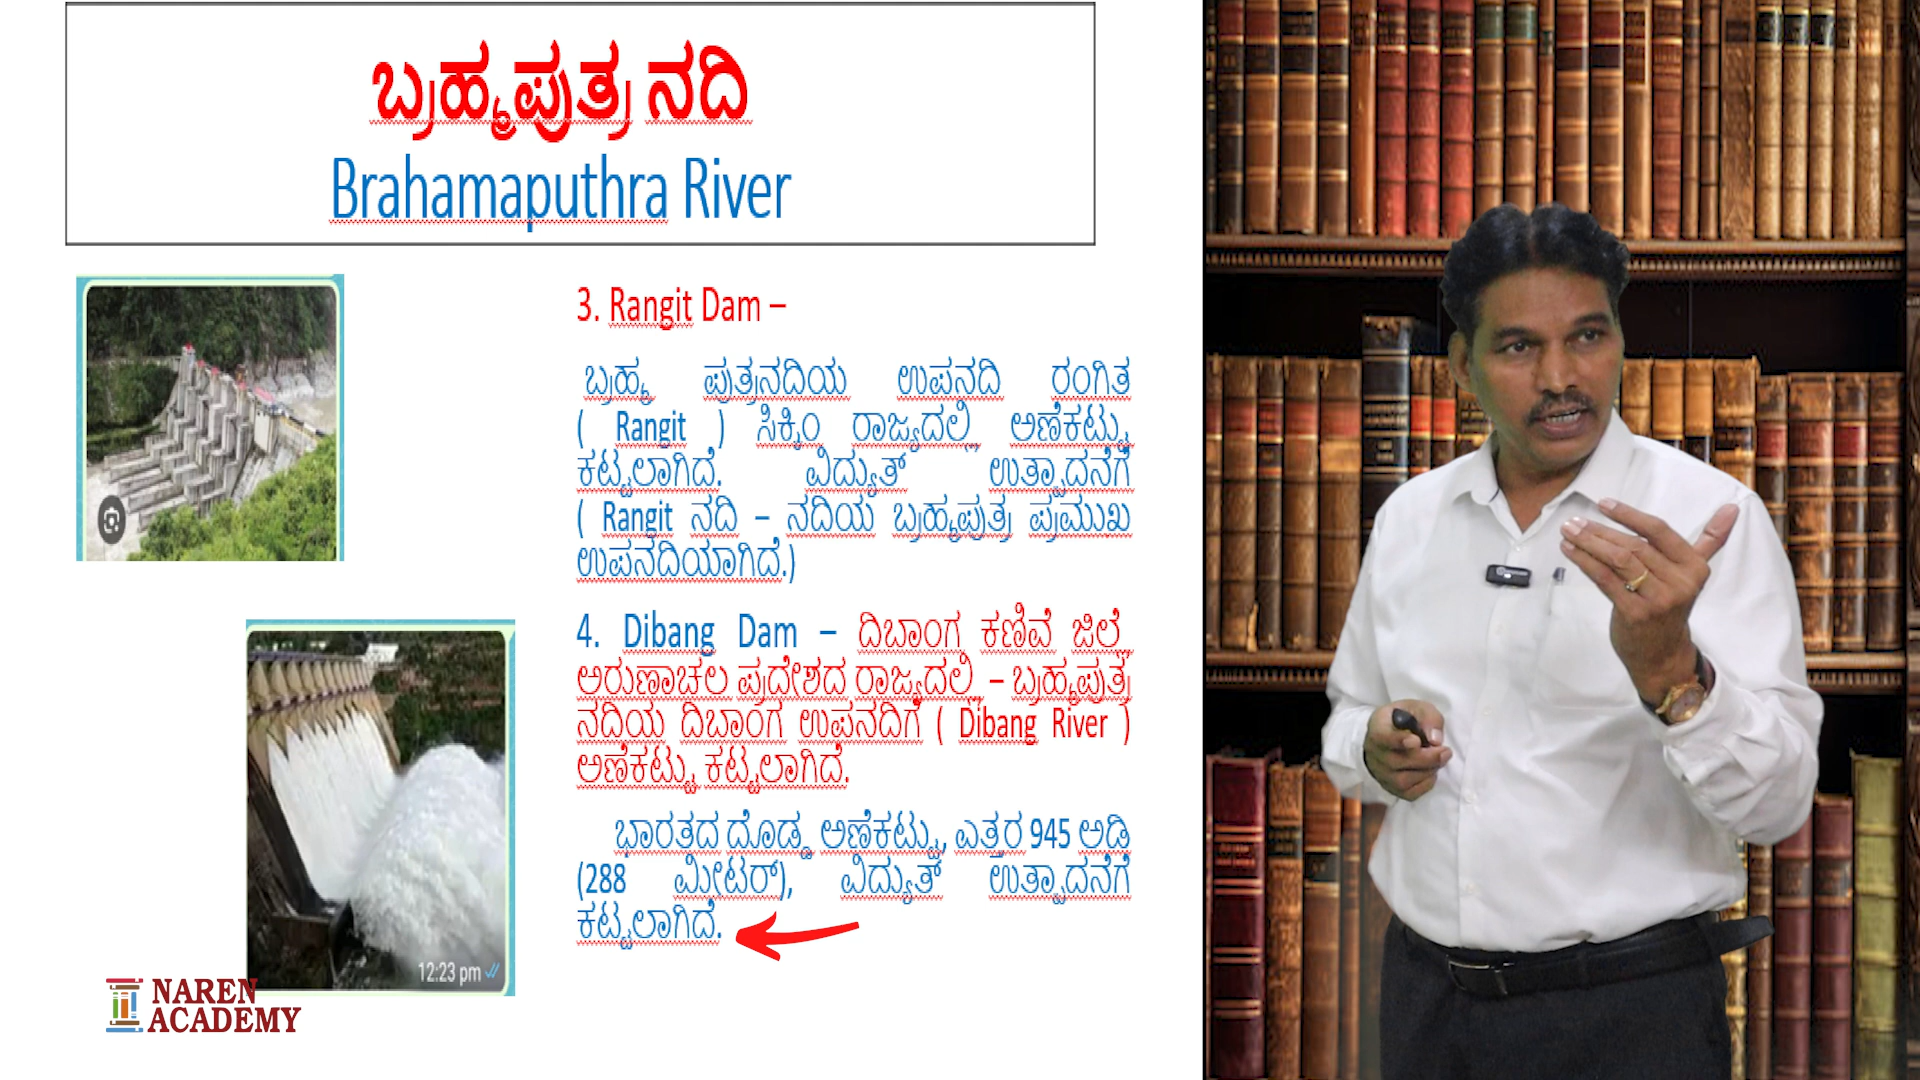 ಬ್ರಹ್ಮಪುತ್ರ ನದಿ
Brahamaputhra River
3. Rangit Dam –
ಬ್ರಹ್ಮ ಪುತ್ರನದಿಯ ಉಪನದಿ ರಂಗಿತ
( Rangit ) ಸಿಕ್ಕಿಂ ರಾಜ್ಯದಲ್ಲಿ ಅಣೆಕಟ್ಟು
ಕಟ್ಟಲಾಗಿದೆ. ವಿದ್ಯುತ್ ಉತ್ಪಾದನೆಗೆ
( Rangit ನದಿ – ನದಿಯ ಬ್ರಹ್ಮಪುತ್ರ ಪ್ರಮುಖ
ಉಪನದಿಯಾಗಿದೆ.)
4. Dibang Dam – ದಿಬಾಂಗ ಕಣಿವೆ ಜಿಲ್ಲೆ
ಅರುಣಾಚಲ ಪ್ರದೇಶದ ರಾಜ್ಯದಲ್ಲಿ – ಬ್ರಹ್ಮಪುತ್ರ
ನದಿಯ ದಿಬಾಂಗ ಉಪನದಿಗೆ ( Dibang River )
ಅಣೆಕಟ್ಟು ಕಟ್ಟಲಾಗಿದೆ.
ಭಾರತದ ದೊಡ್ಡ ಅಣೆಕಟ್ಟು, ಎತ್ತರ 945 ಅಡಿ
(288 ಮೀಟರ್), ವಿದ್ಯುತ್ ಉತ್ಪಾದನೆಗೆ
ಕಟ್ಟಲಾಗಿದೆ.
12:23 pm
NAREN
ACADEMY